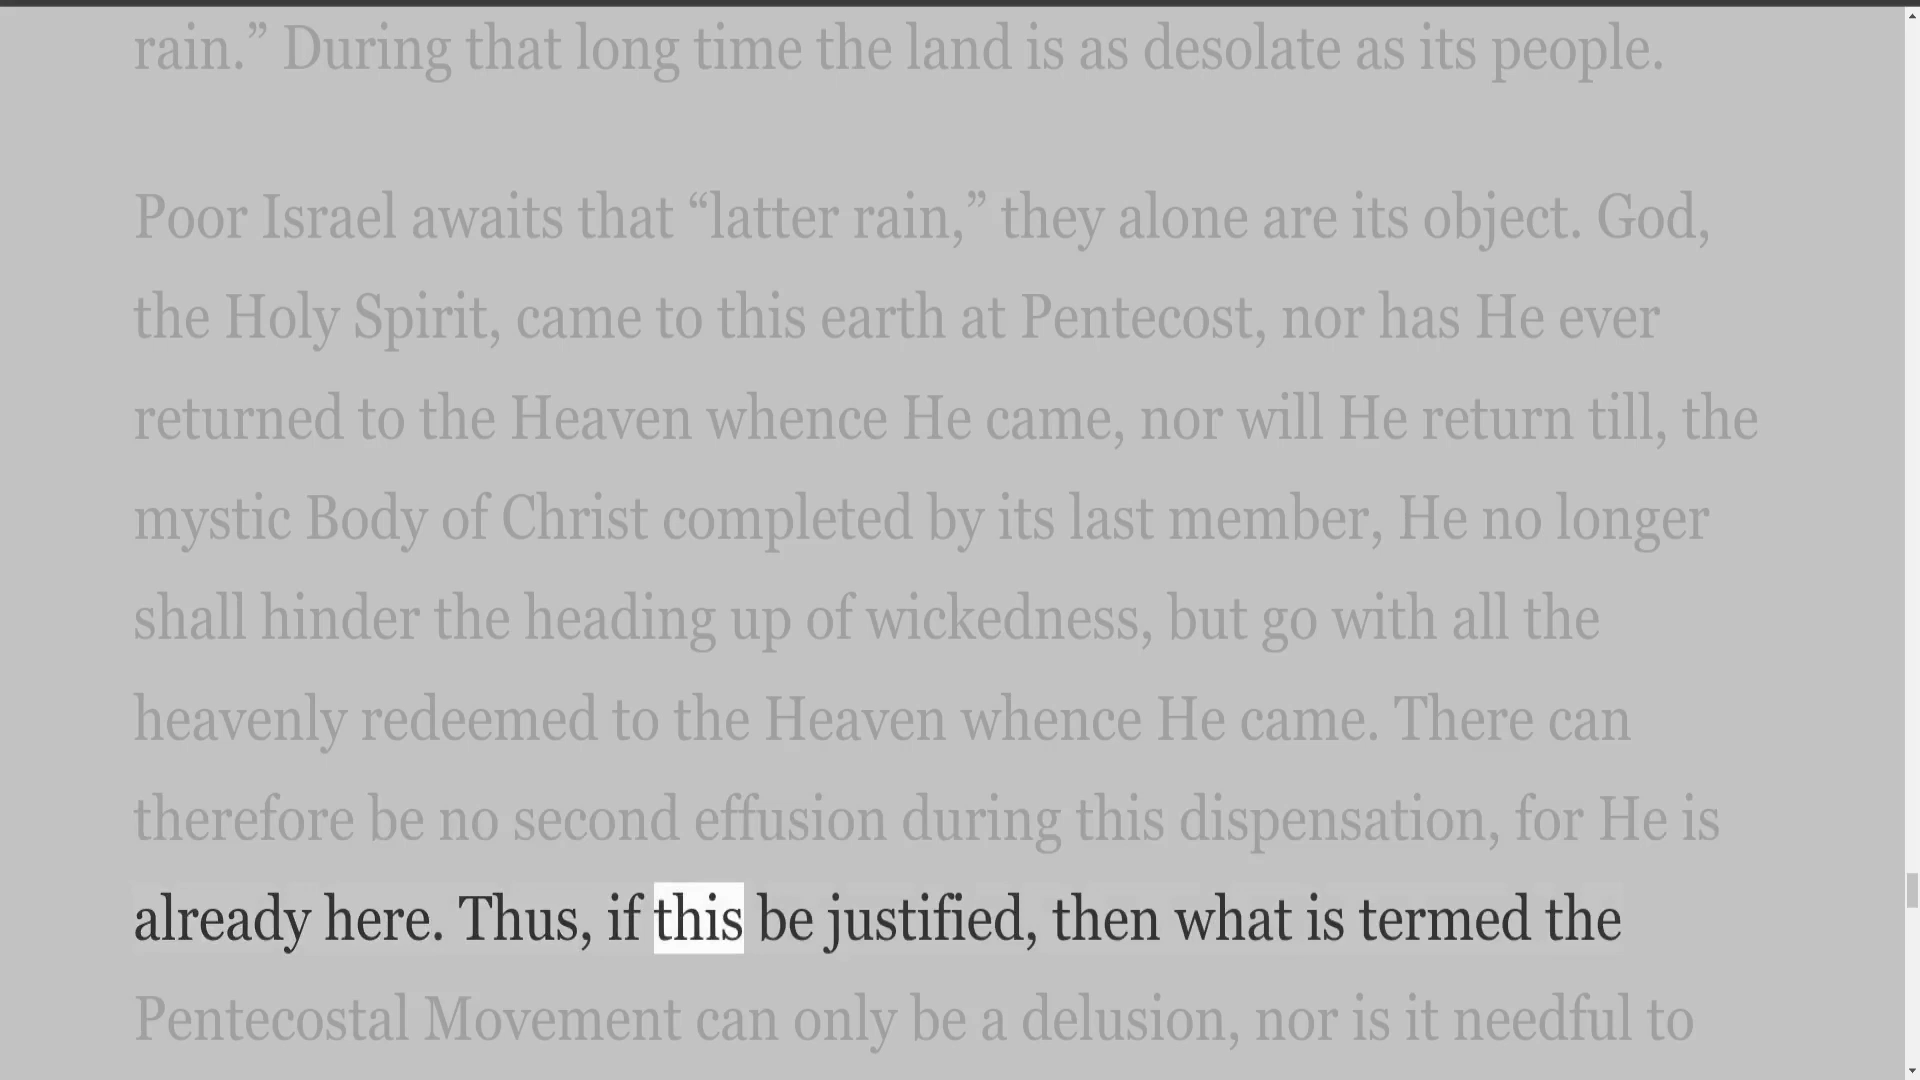 rain.” During that long time the land is as desolate as its people.
Poor Israel awaits that “latter rain,” they alone are its object. God,
the Holy Spirit, came to this earth at Pentecost, nor has He ever
returned to the Heaven whence He came, nor will He return till, the
mystic Body of Christ completed by its last member, He no longer
shall hinder the heading up of wickedness, but go with all the
heavenly redeemed to the Heaven whence He came. There can
therefore be no second effusion during this dispensation, for He is
already here. Thus, if this be justified, then what is termed the
Pentecostal Movement can only be a delusion, nor is it needful to